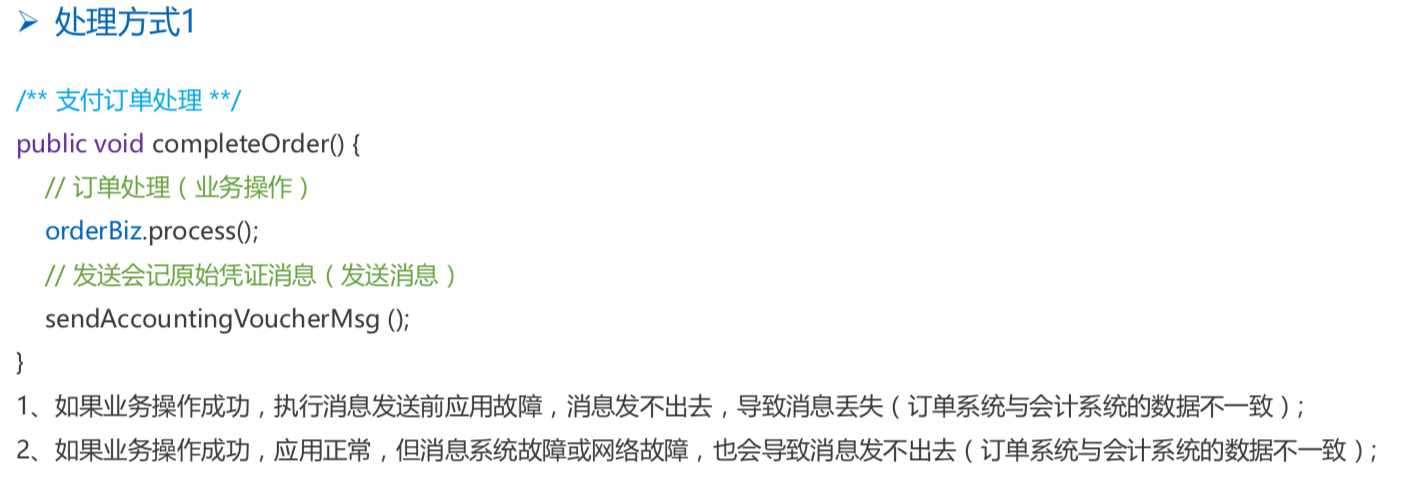 ➢ 处理方式1
/** 支付订单处理 **/
public void completeOrder() {
// 订单处理（业务操作）
orderBiz.process();
// 发送会记原始凭证消息（发送消息）
sendAccountingVoucherMsg ();
}
1、如果业务操作成功，执行消息发送前应用故障，消息发不出去，导致消息丢失（订单系统与会计系统的数据不一致）；
2、如果业务操作成功，应用正常，但消息系统故障或网络故障，也会导致消息发不出去（订单系统与会计系统的数据不一致）；